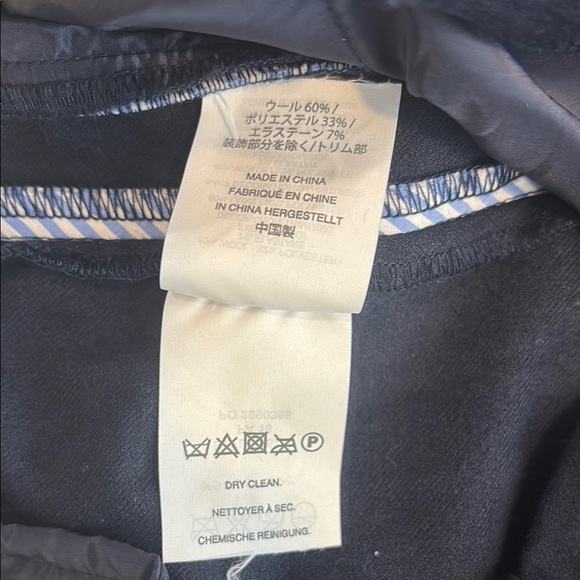 ウール 60% /
ポリエステル 33% /
エラステーン 7%
装飾部分を除く/トリム部
MADE IN CHINA
FABRIQUÉ EN CHINE
IN CHINA HERGESTELLT
中国製
PO 2690365
P
DRY CLEAN.
NETTOYER À SEC.
CHEMISCHE REINIGUNG.